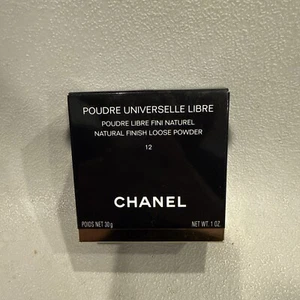 POUDRE UNIVERSELLE LIBRE
POUDRE LIBRE FINI NATUREL
NATURAL FINISH LOOSE POWDER
12
CHANEL
POIDS NET 30g NET WT. 1 OZ.